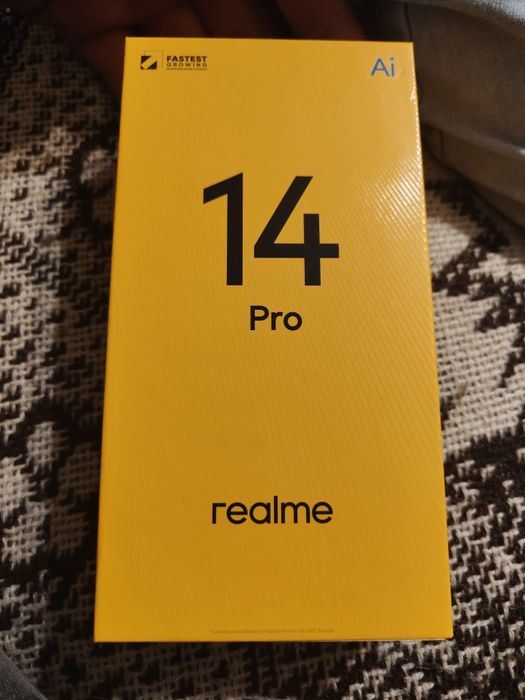 FASTEST
GROWING
Ai
14
Pro
realme